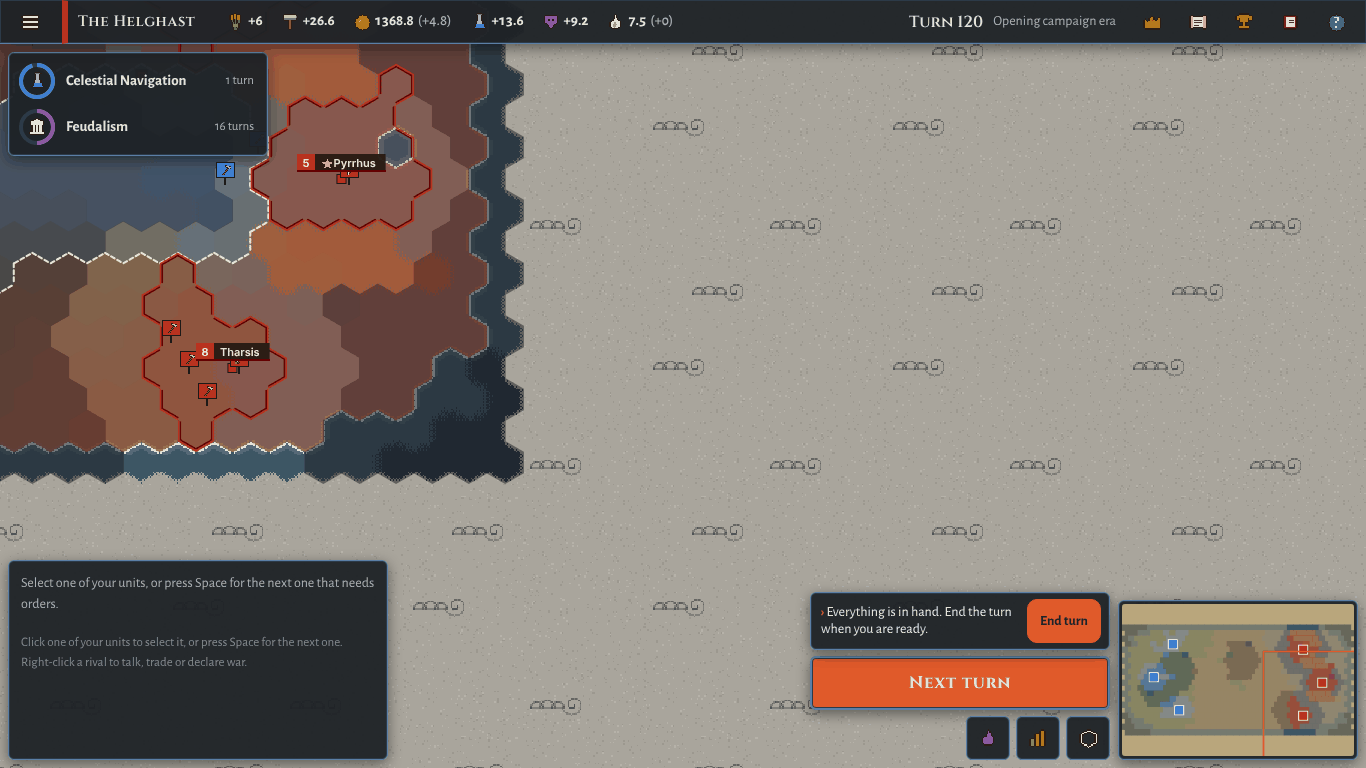 The Helghast
+6
+26.6
1368.8 (+4.8)
+13.6
+9.2
7.5 (+0)
Turn 120
Opening campaign era
?
Celestial Navigation
1 turn
Feudalism
16 turns
5 ★Pyrrhus
8 Tharsis
Select one of your units, or press Space for the next one that needs
orders.
Click one of your units to select it, or press Space for the next one.
Right-click a rival to talk, trade or declare war.
› Everything is in hand. End the turn
when you are ready.
End turn
Next turn